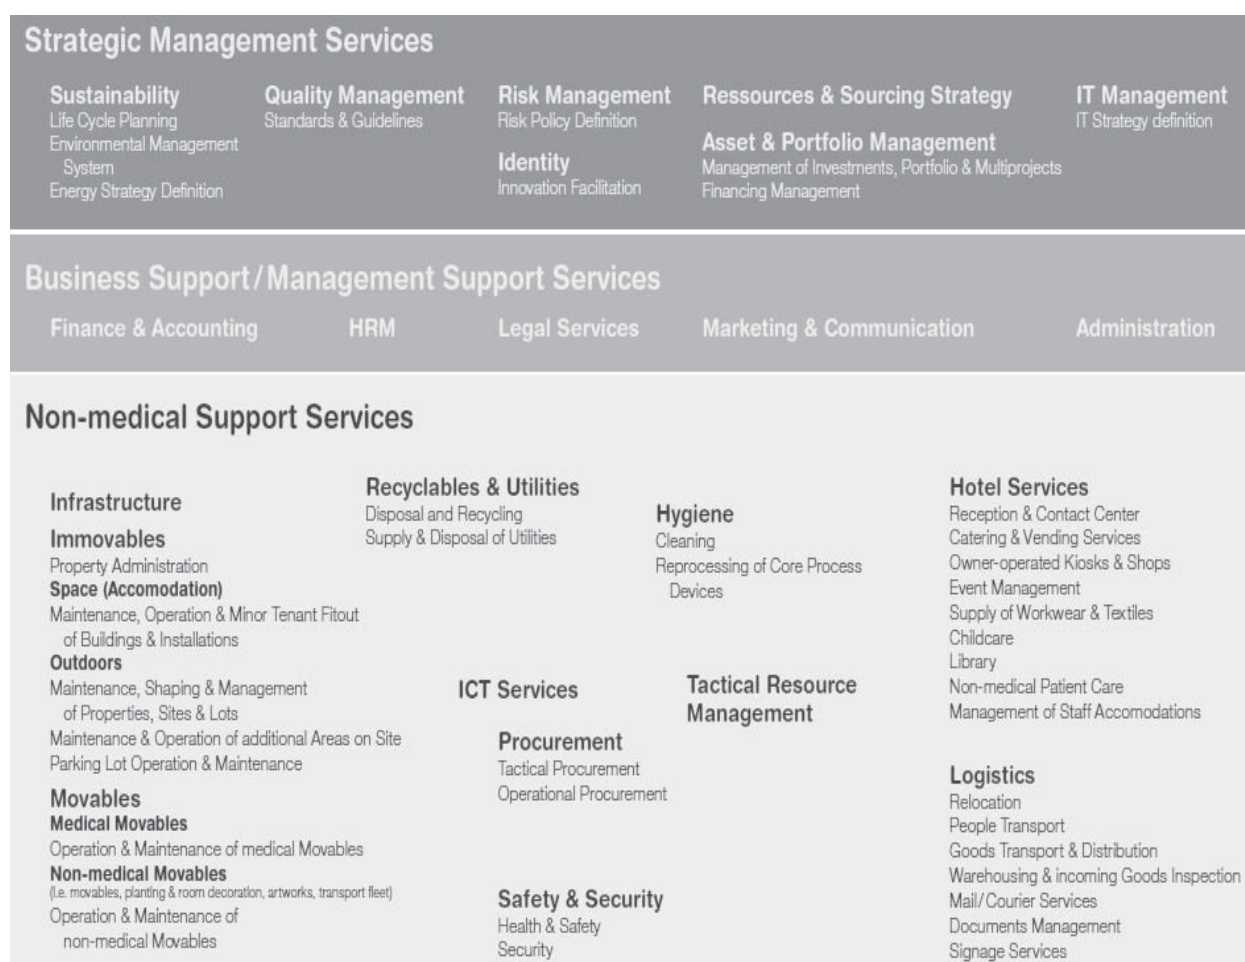 Strategic Management Services
Sustainability
Life Cycle Planning
Environmental Management
System
Energy Strategy Definition
Quality Management
Standards & Guidelines
Risk Management
Risk Policy Definition
Identity
Innovation Facilitation
Ressources & Sourcing Strategy
Asset & Portfolio Management
Management of Investments, Portfolio & Multiprojects
Financing Management
IT Management
IT Strategy definition
Business Support/Management Support Services
Finance & Accounting
HRM
Legal Services
Marketing & Communication
Administration
Non-medical Support Services
Infrastructure
Immovables
Property Administration
Space (Accomodation)
Maintenance, Operation & Minor Tenant Fitout
of Buildings & Installations
Outdoors
Maintenance, Shaping & Management
of Properties, Sites & Lots
Maintenance & Operation of additional Areas on Site
Parking Lot Operation & Maintenance
Movables
Medical Movables
Operation & Maintenance of medical Movables
Non-medical Movables
(I.e. movables, planting & room decoration, artworks, transport fleet)
Operation & Maintenance of
non-medical Movables
Recyclables & Utilities
Disposal and Recycling
Supply & Disposal of Utilities
Hygiene
Cleaning
Reprocessing of Core Process
Devices
ICT Services
Tactical Resource
Management
Procurement
Tactical Procurement
Operational Procurement
Safety & Security
Health & Safety
Security
Hotel Services
Reception & Contact Center
Catering & Vending Services
Owner-operated Kiosks & Shops
Event Management
Supply of Workwear & Textiles
Childcare
Library
Non-medical Patient Care
Management of Staff Accomodations
Logistics
Relocation
People Transport
Goods Transport & Distribution
Warehousing & incoming Goods Inspection
Mail/Courier Services
Documents Management
Signage Services